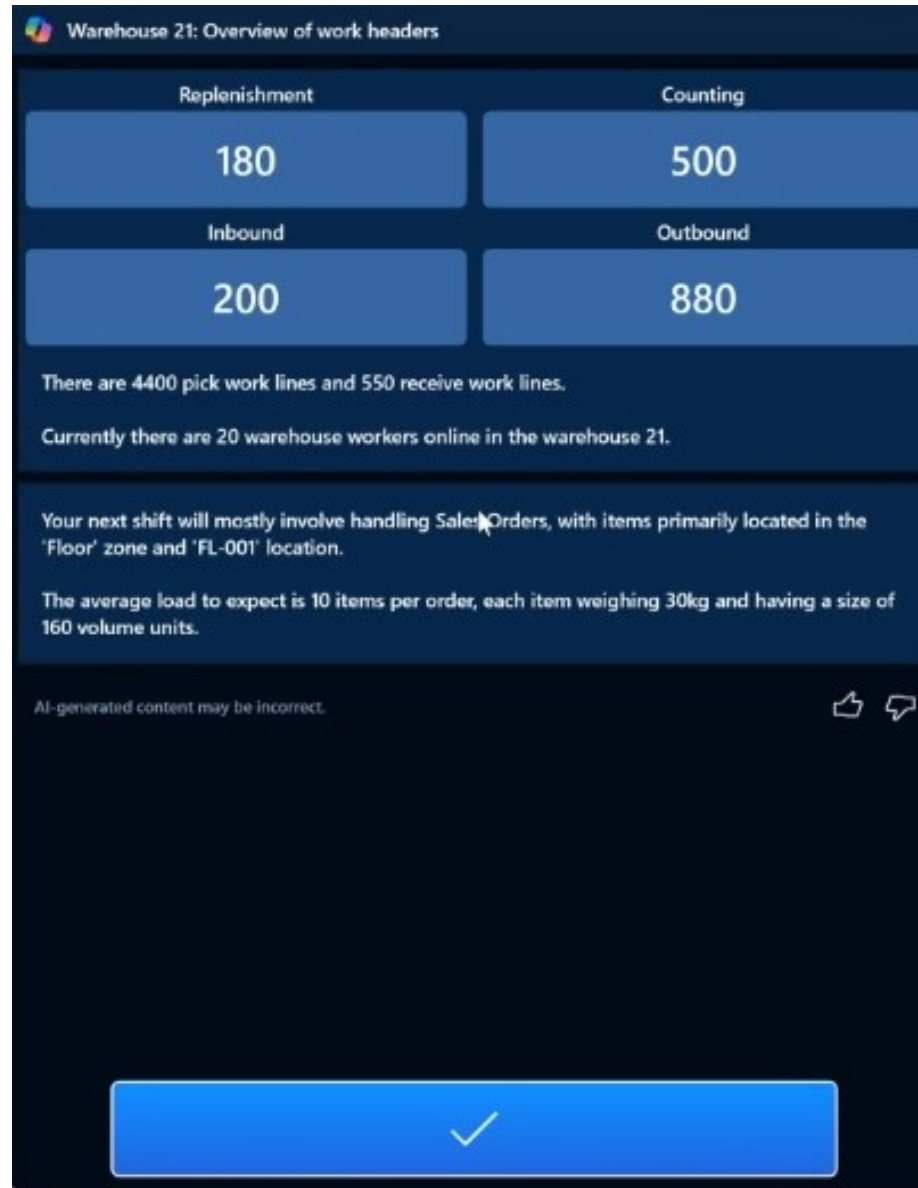 Warehouse 21: Overview of work headers
Replenishment
Counting
180
500
Inbound
Outbound
200
880
There are 4400 pick work lines and 550 receive work lines.
Currently there are 20 warehouse workers online in the warehouse 21.
Your next shift will mostly involve handling Sales Orders, with items primarily located in the
'Floor' zone and 'FL-001' location.
The average load to expect is 10 items per order, each item weighing 30kg and having a size of
160 volume units.
AI-generated content may be incorrect.